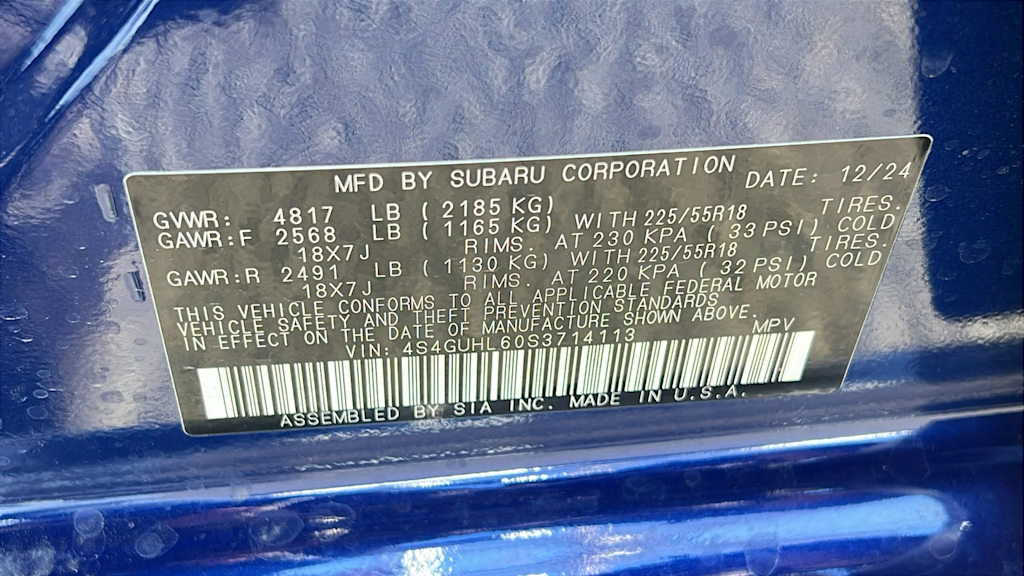 MFD BY SUBARU CORPORATION DATE: 12/24
GVWR: 4817 LB ( 2185 KG)
GAWR:F 2568 LB ( 1165 KG) WITH 225/55R18 TIRES.
18X7J RIMS. AT 230 KPA ( 33 PSI) COLD
GAWR:R 2491 LB ( 1130 KG) WITH 225/55R18 TIRES.
18X7J RIMS. AT 220 KPA ( 32 PSI) COLD
THIS VEHICLE CONFORMS TO ALL APPLICABLE FEDERAL MOTOR
VEHICLE SAFETY AND THEFT PREVENTION STANDARDS
IN EFFECT ON THE DATE OF MANUFACTURE SHOWN ABOVE.
VIN: 4S4GUHL60S3714113 MPV
ASSEMBLED BY SIA INC. MADE IN U.S.A.